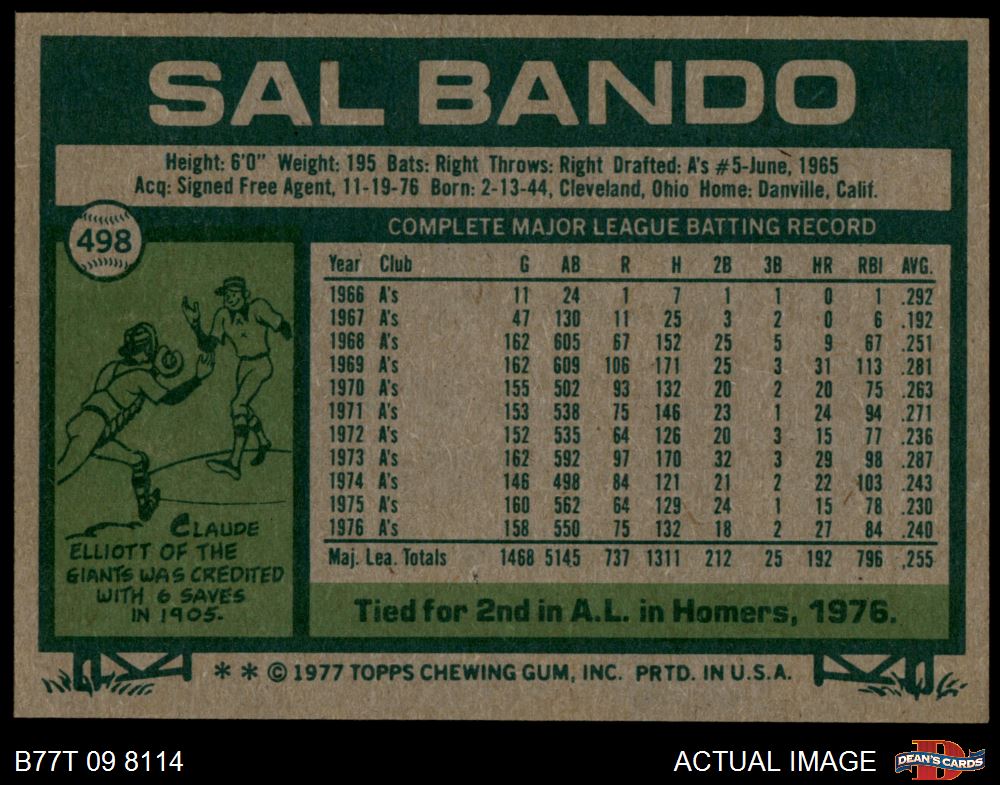 SAL BANDO
Height: 6'0" Weight: 195 Bats: Right Throws: Right Drafted: A's #5-June, 1965
Acq: Signed Free Agent, 11-19-76 Born: 2-13-44, Cleveland, Ohio Home: Danville, Calif.
498
CLAUDE
ELLIOTT OF THE
GIANTS WAS CREDITED
WITH 6 SAVES
IN 1905.
COMPLETE MAJOR LEAGUE BATTING RECORD
Year Club G AB R H 2B 3B HR RBI AVG.
1966 A's 11 24 1 7 1 1 0 1 .292
1967 A's 47 130 11 25 3 2 0 6 .192
1968 A's 162 605 67 152 25 5 9 67 .251
1969 A's 162 609 106 171 25 3 31 113 .281
1970 A's 155 502 93 132 20 2 20 75 .263
1971 A's 153 538 75 146 23 1 24 94 .271
1972 A's 152 535 64 126 20 3 15 77 .236
1973 A's 162 592 97 170 32 3 29 98 .287
1974 A's 146 498 84 121 21 2 22 103 .243
1975 A's 160 562 64 129 24 1 15 78 .230
1976 A's 158 550 75 132 18 2 27 84 .240
Maj. Lea. Totals 1468 5145 737 1311 212 25 192 796 .255
Tied for 2nd in A.L. in Homers, 1976.
* * © 1977 TOPPS CHEWING GUM, INC. PRTD. IN U.S.A.
B77T 09 8114
ACTUAL IMAGE
D
DEAN'S CARDS